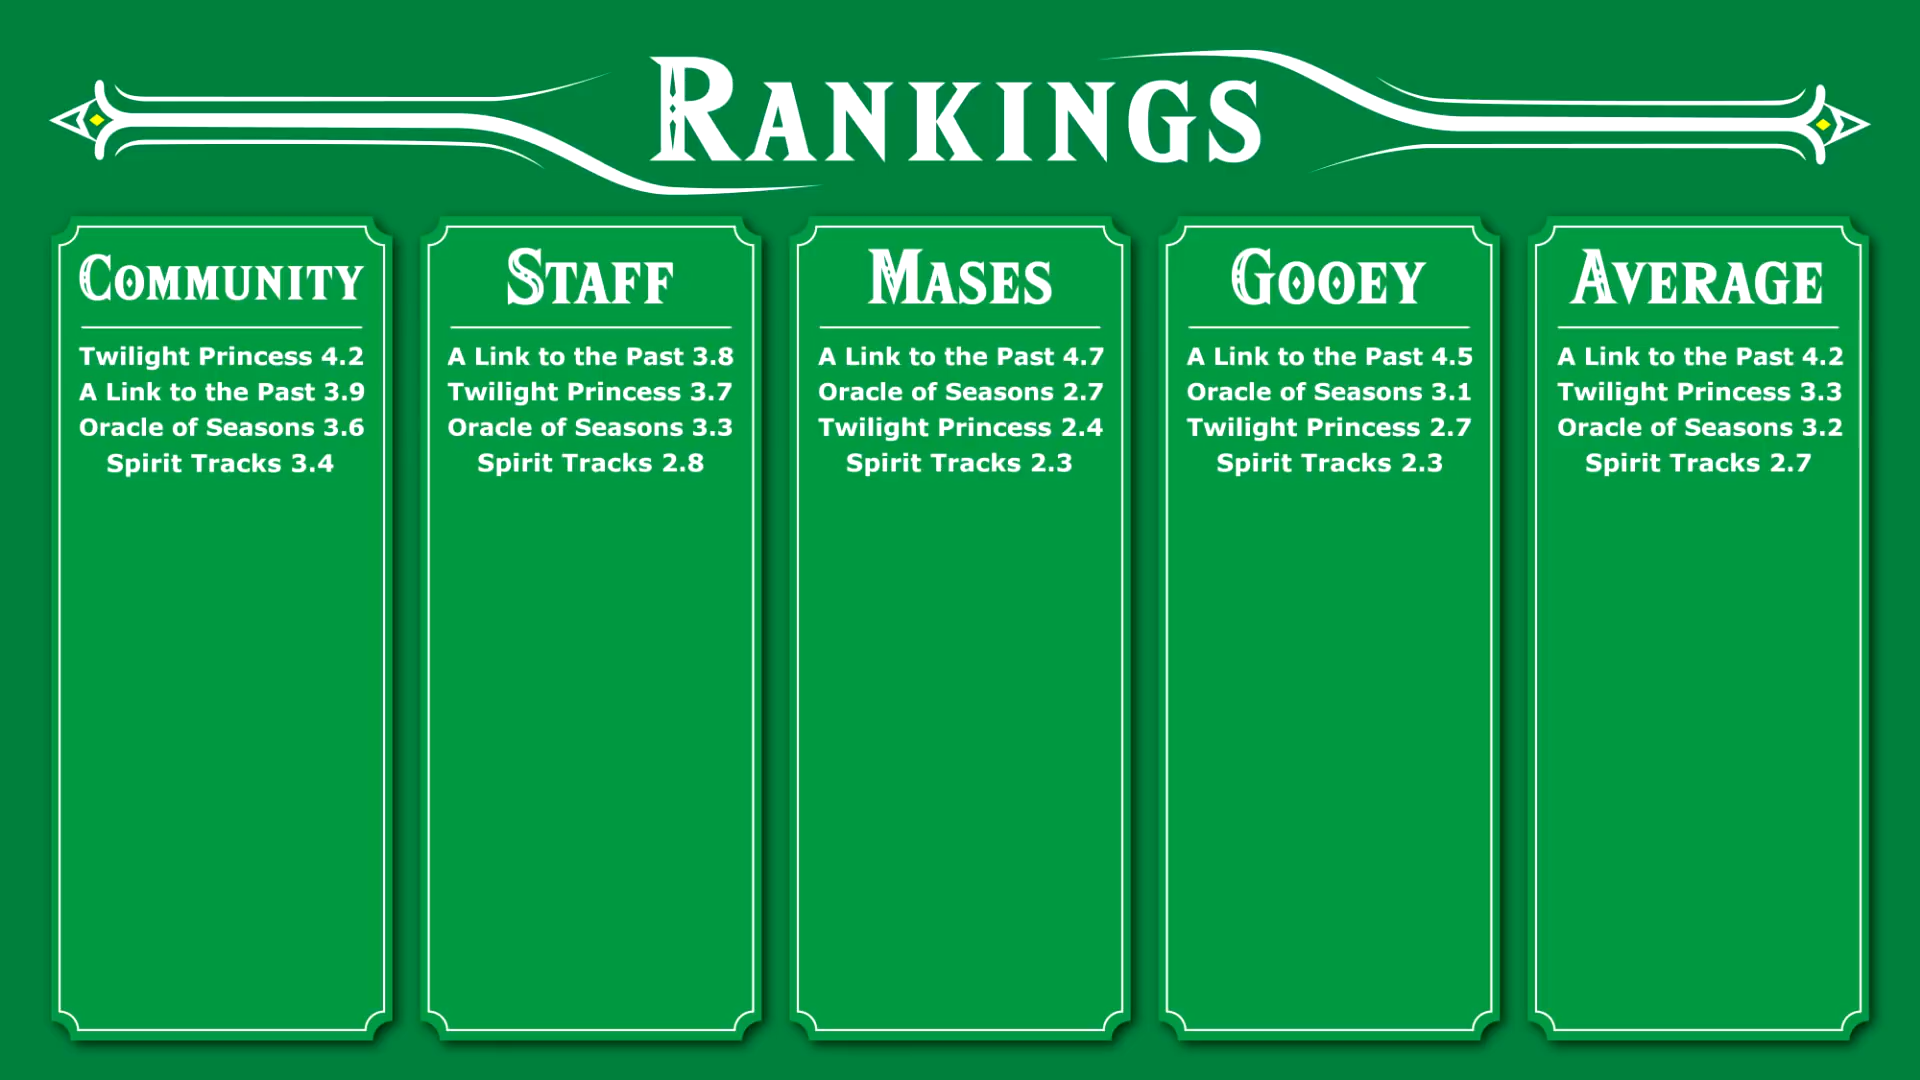 RANKINGS
COMMUNITY
Twilight Princess 4.2
A Link to the Past 3.9
Oracle of Seasons 3.6
Spirit Tracks 3.4
STAFF
A Link to the Past 3.8
Twilight Princess 3.7
Oracle of Seasons 3.3
Spirit Tracks 2.8
MASES
A Link to the Past 4.7
Oracle of Seasons 2.7
Twilight Princess 2.4
Spirit Tracks 2.3
GOOEY
A Link to the Past 4.5
Oracle of Seasons 3.1
Twilight Princess 2.7
Spirit Tracks 2.3
AVERAGE
A Link to the Past 4.2
Twilight Princess 3.3
Oracle of Seasons 3.2
Spirit Tracks 2.7